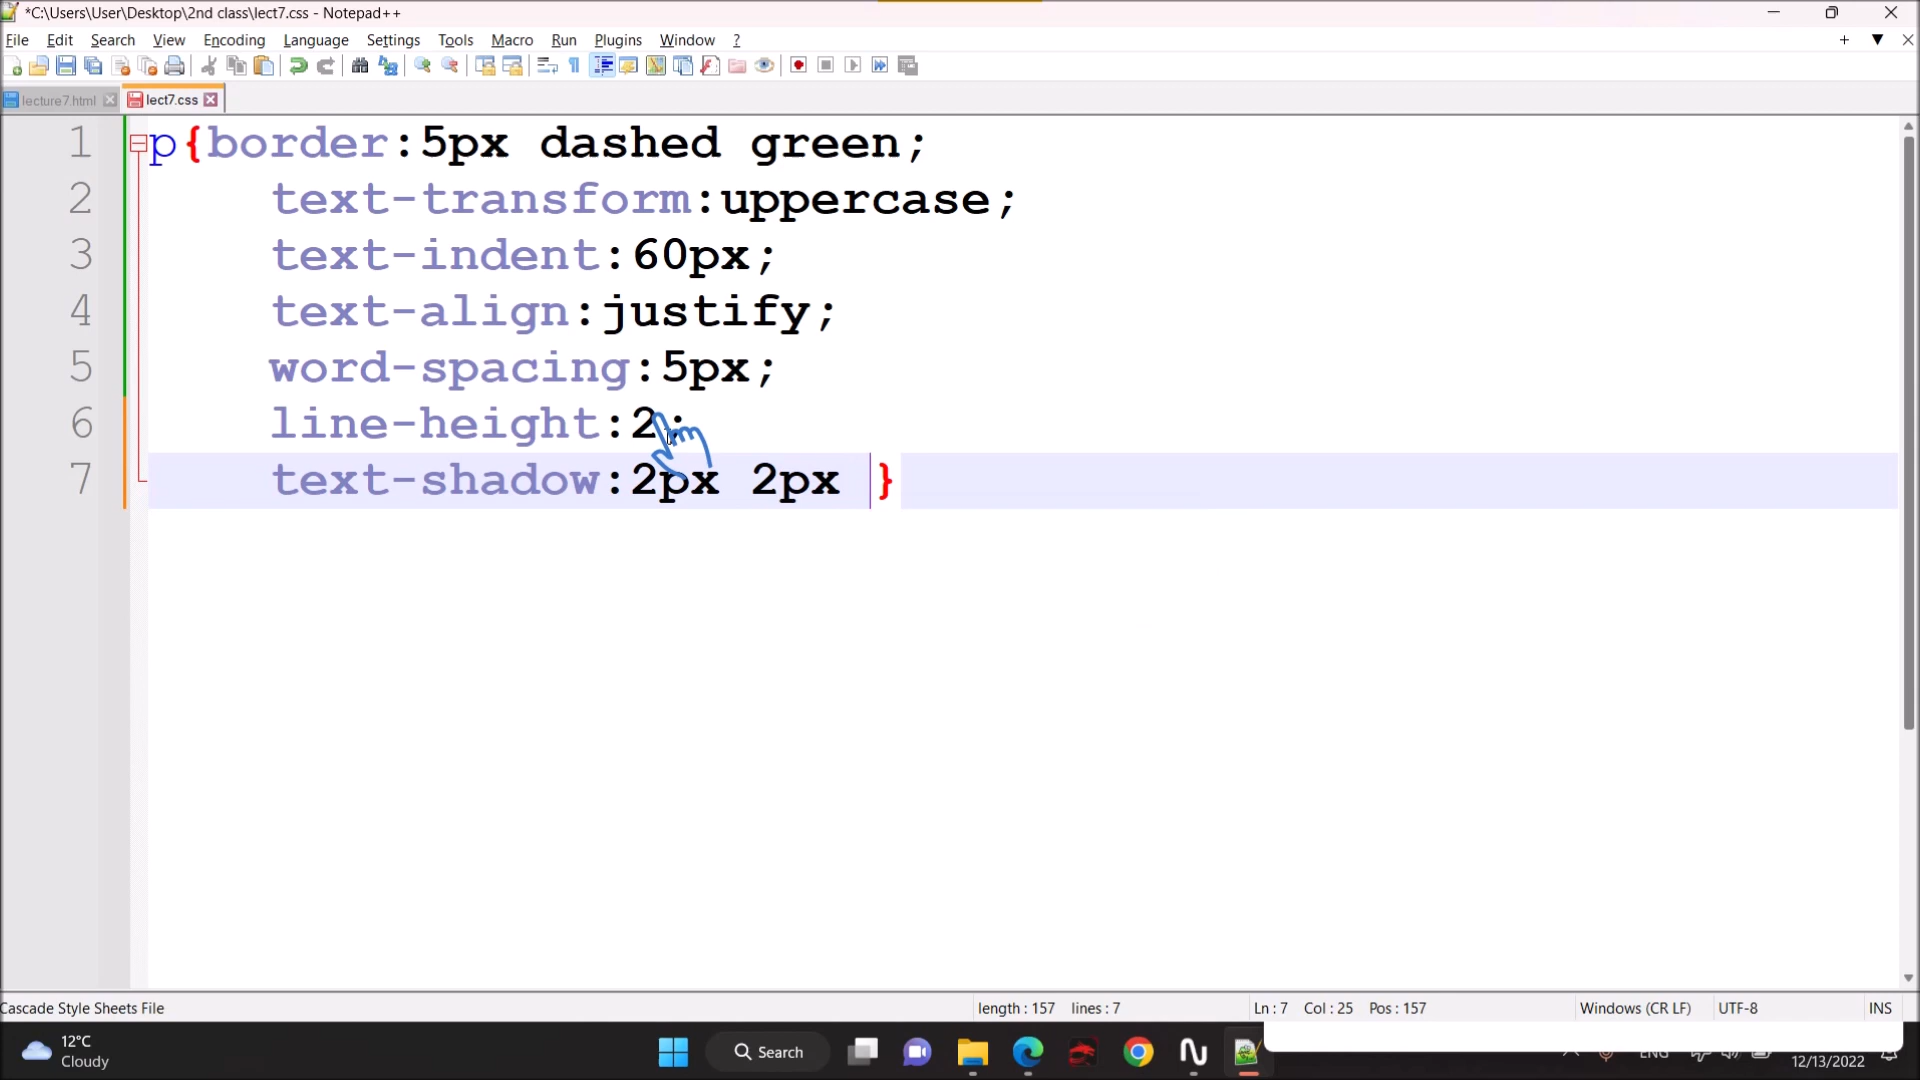 *C:\Users\User\Desktop\2nd class\lect7.css - Notepad++
File Edit Search View Encoding Language Settings Tools Macro Run Plugins Window ?
lecture7.html lect7.css
1 p{border:5px dashed green;
2 text-transform:uppercase;
3 text-indent:60px;
4 text-align:justify;
5 word-spacing:5px;
6 line-height:2;
7 text-shadow:2px 2px }
Cascade Style Sheets File length : 157 lines : 7 Ln : 7 Col : 25 Pos : 157 Windows (CR LF) UTF-8 INS
12°C
Cloudy
Search
ENG
12/13/2022